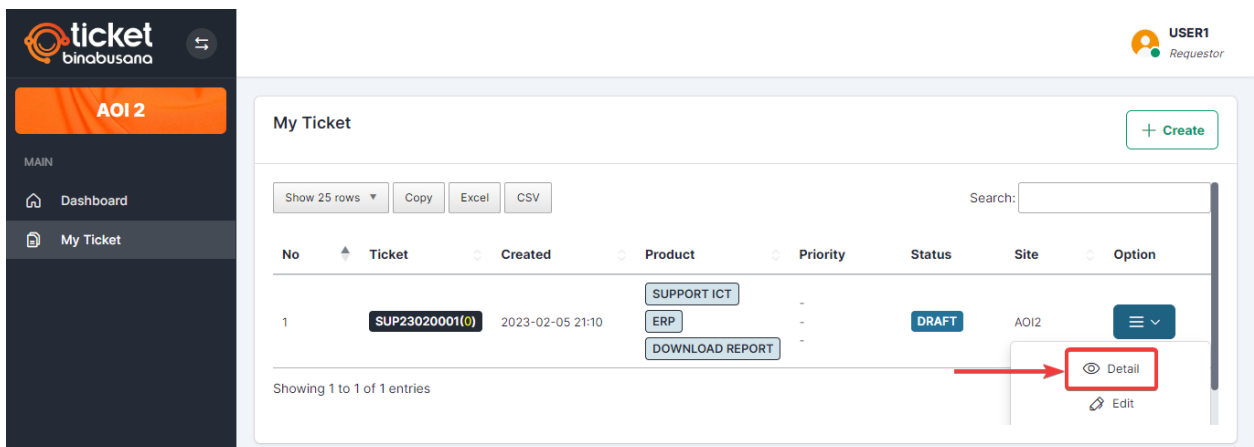 ticket
binabusana
USER1
Requestor
AOI 2
MAIN
Dashboard
My Ticket
My Ticket
Create
Show 25 rows
Copy
Excel
CSV
Search:
No Ticket Created Product Priority Status Site Option
1 SUP23020001(0) 2023-02-05 21:10 SUPPORT ICT - DRAFT AOI2
ERP -
DOWNLOAD REPORT -
Showing 1 to 1 of 1 entries
Detail
Edit